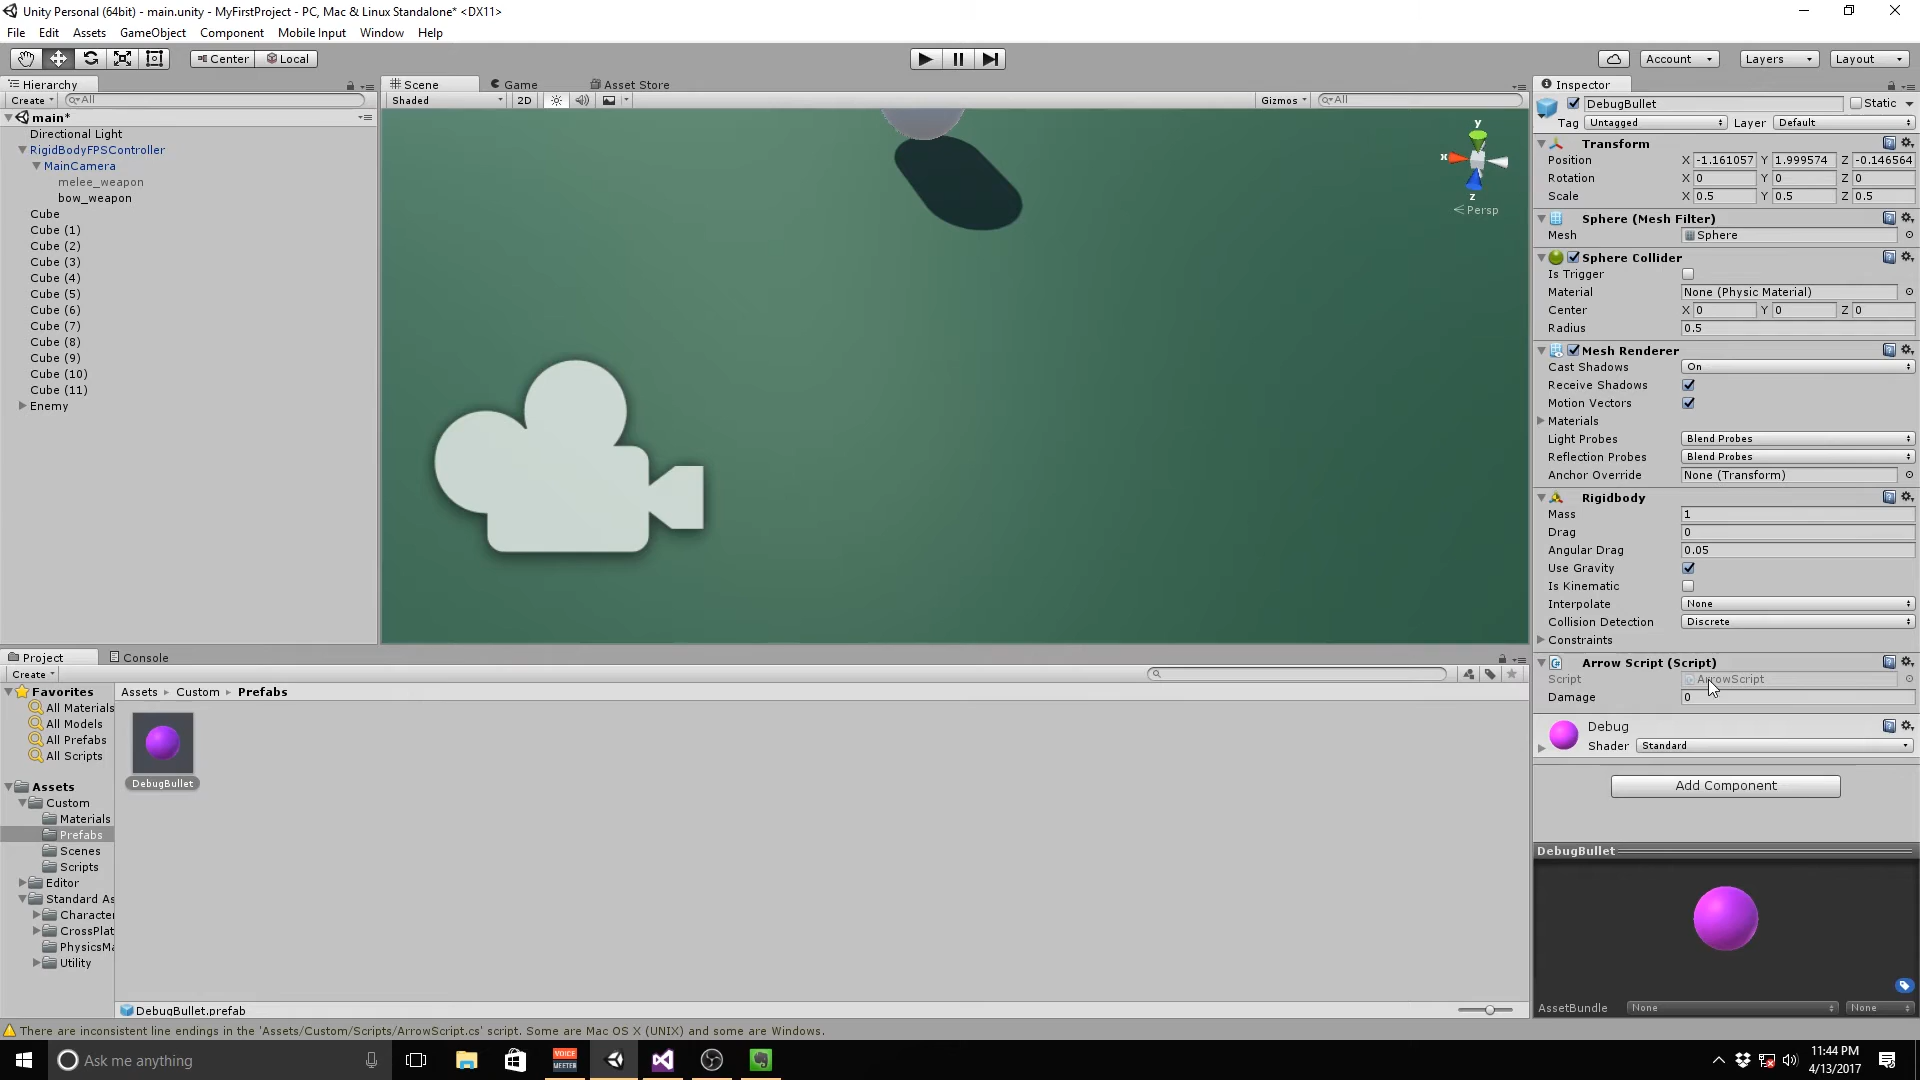 Unity Personal (64bit) - main.unity - MyFirstProject - PC, Mac & Linux Standalone* <DX11>
File Edit Assets GameObject Component Mobile Input Window Help
Center Local Account Layers Layout
Hierarchy
Create All
main*
Directional Light
RigidBodyFPSController
MainCamera
melee_weapon
bow_weapon
Cube
Cube (1)
Cube (2)
Cube (3)
Cube (4)
Cube (5)
Cube (6)
Cube (7)
Cube (8)
Cube (9)
Cube (10)
Cube (11)
Enemy
Scene Game Asset Store
Shaded 2D Gizmos All
y
x
z
Persp
Inspector
DebugBullet Static
Tag Untagged Layer Default
Transform
Position X -1.161057 Y 1.999574 Z -0.146564
Rotation X 0 Y 0 Z 0
Scale X 0.5 Y 0.5 Z 0.5
Sphere (Mesh Filter)
Mesh Sphere
Sphere Collider
Is Trigger
Material None (Physic Material)
Center X 0 Y 0 Z 0
Radius 0.5
Mesh Renderer
Cast Shadows On
Receive Shadows
Motion Vectors
Materials
Light Probes Blend Probes
Reflection Probes Blend Probes
Anchor Override None (Transform)
Rigidbody
Mass 1
Drag 0
Angular Drag 0.05
Use Gravity
Is Kinematic
Interpolate None
Collision Detection Discrete
Constraints
Arrow Script (Script)
Script ArrowScript
Damage 0
Debug
Shader Standard
Add Component
DebugBullet
AssetBundle None None
Project Console
Create
Favorites
All Materials
All Models
All Prefabs
All Scripts
Assets
Custom
Materials
Prefabs
Scenes
Scripts
Editor
Standard As
Character
CrossPlat
PhysicsMa
Utility
Assets Custom Prefabs
DebugBullet
DebugBullet.prefab
There are inconsistent line endings in the 'Assets/Custom/Scripts/ArrowScript.cs' script. Some are Mac OS X (UNIX) and some are Windows.
Ask me anything
VOICE
MEETER
11:44 PM
4/13/2017